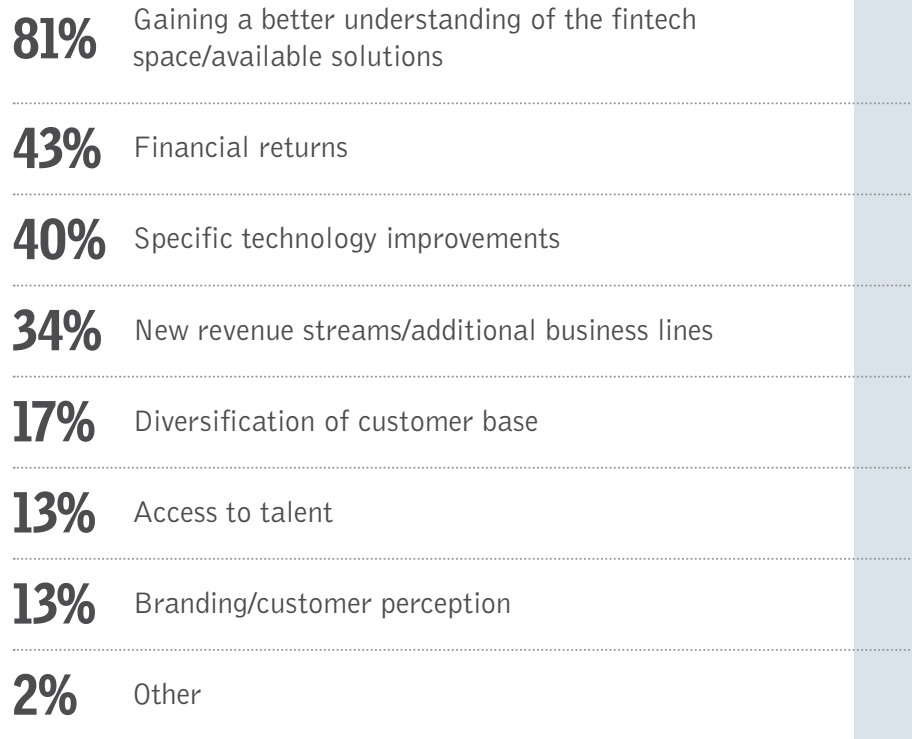 81% Gaining a better understanding of the fintech
space/available solutions
43% Financial returns
40% Specific technology improvements
34% New revenue streams/additional business lines
17% Diversification of customer base
13% Access to talent
13% Branding/customer perception
2% Other